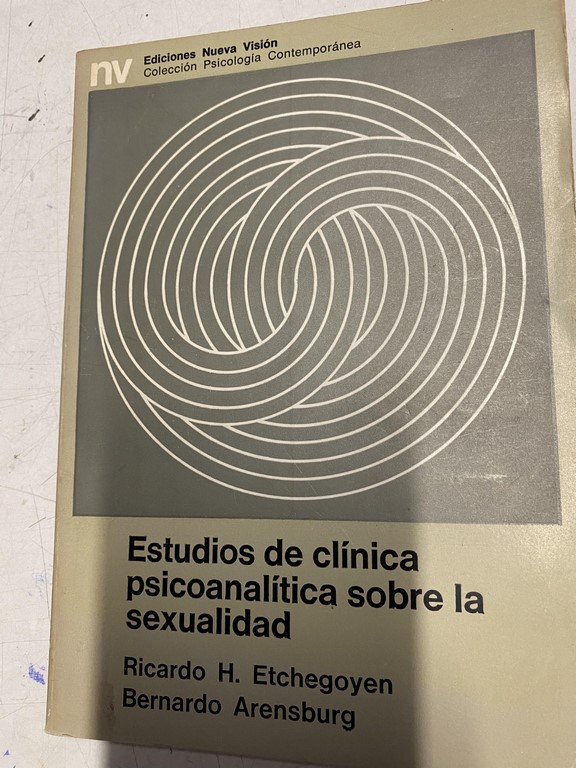 nv
Ediciones Nueva Visión
Colección Psicología Contemporánea
Estudios de clínica
psicoanalítica sobre la
sexualidad
Ricardo H. Etchegoyen
Bernardo Arensburg